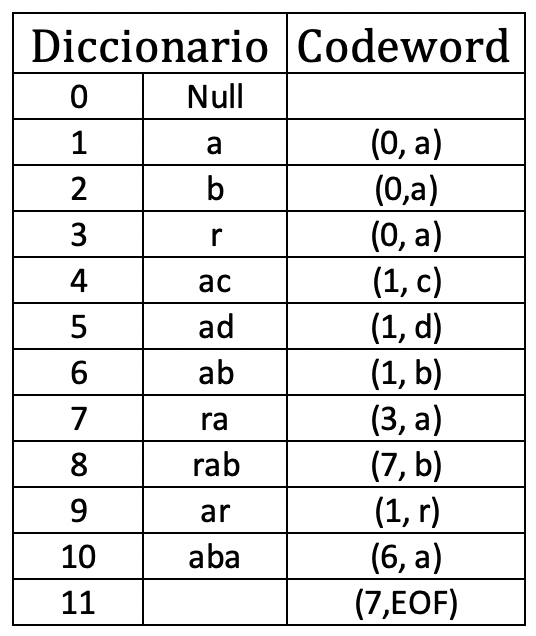 Diccionario Codeword
0 Null
1 a (0, a)
2 b (0,a)
3 r (0, a)
4 ac (1, c)
5 ad (1, d)
6 ab (1, b)
7 ra (3, a)
8 rab (7, b)
9 ar (1, r)
10 aba (6, a)
11 (7,EOF)